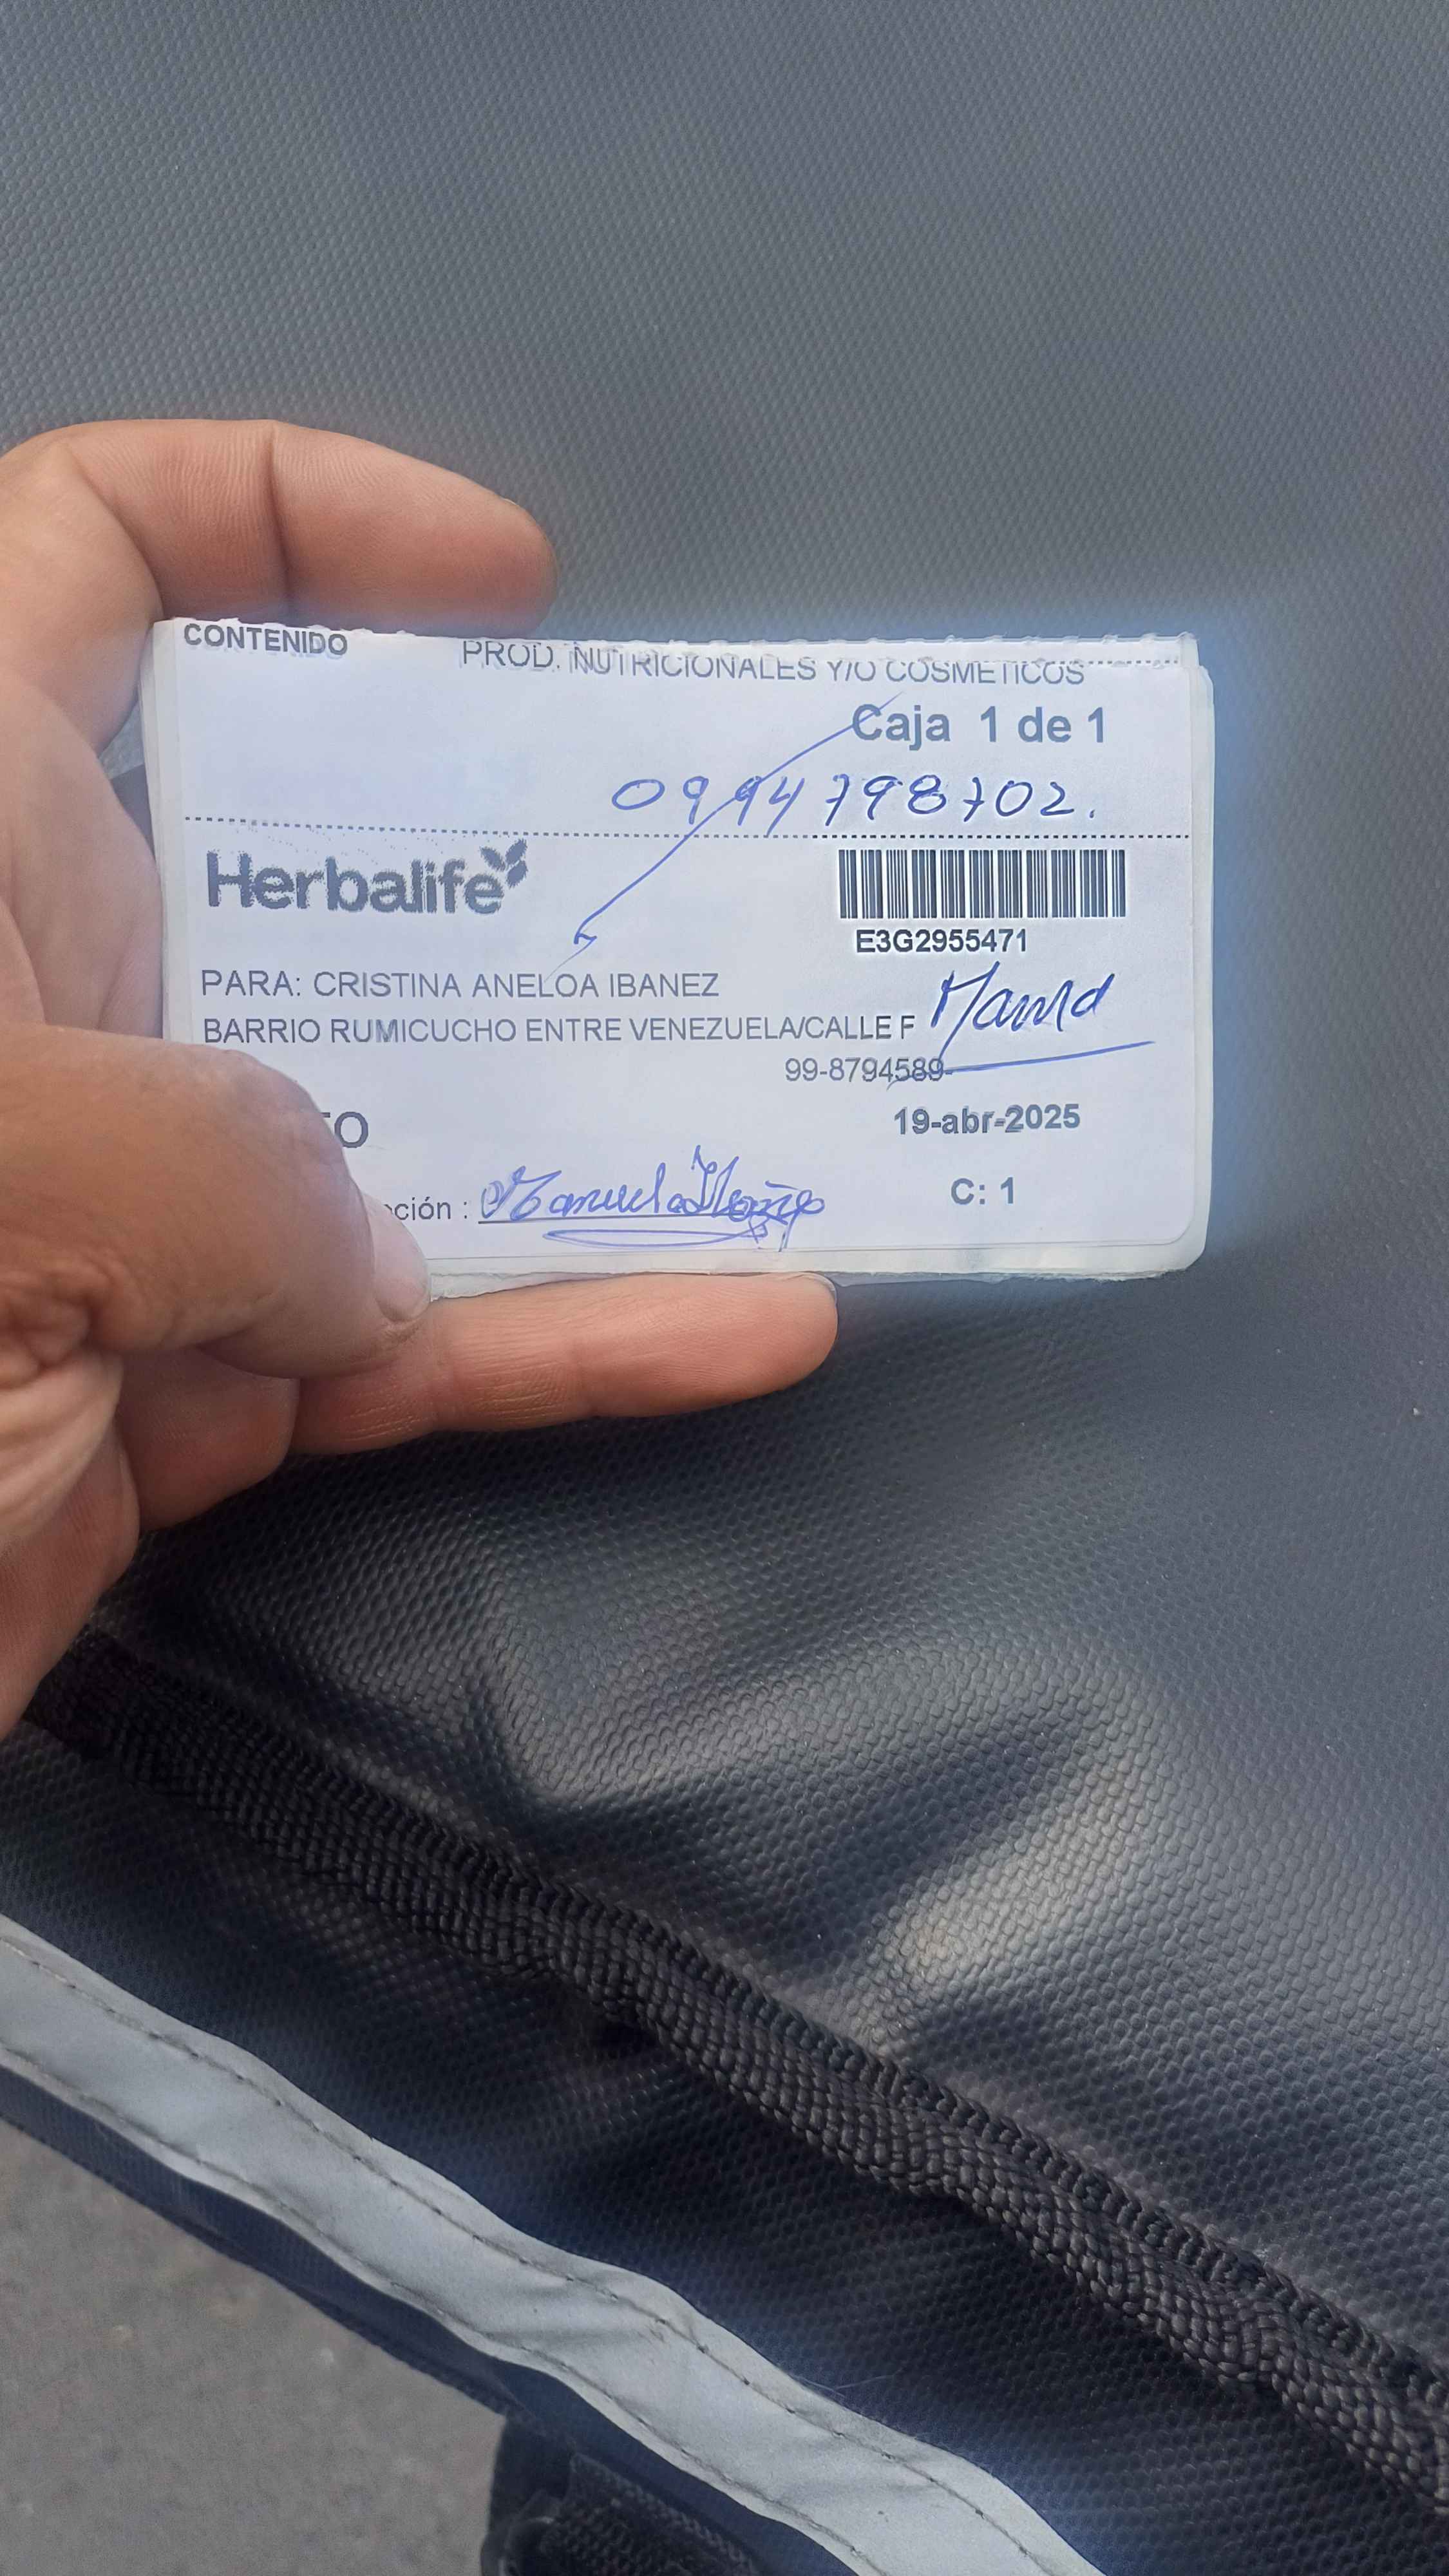 CONTENIDO PROD. NUTRICIONALES Y/O COSMETICOS
Caja 1 de 1
0994798702.
Herbalife
E3G2955471
PARA: CRISTINA ANELOA IBANEZ
BARRIO RUMICUCHO ENTRE VENEZUELA/CALLE F
99-8794589-
19-abr-2025
ción : Manuela
C: 1